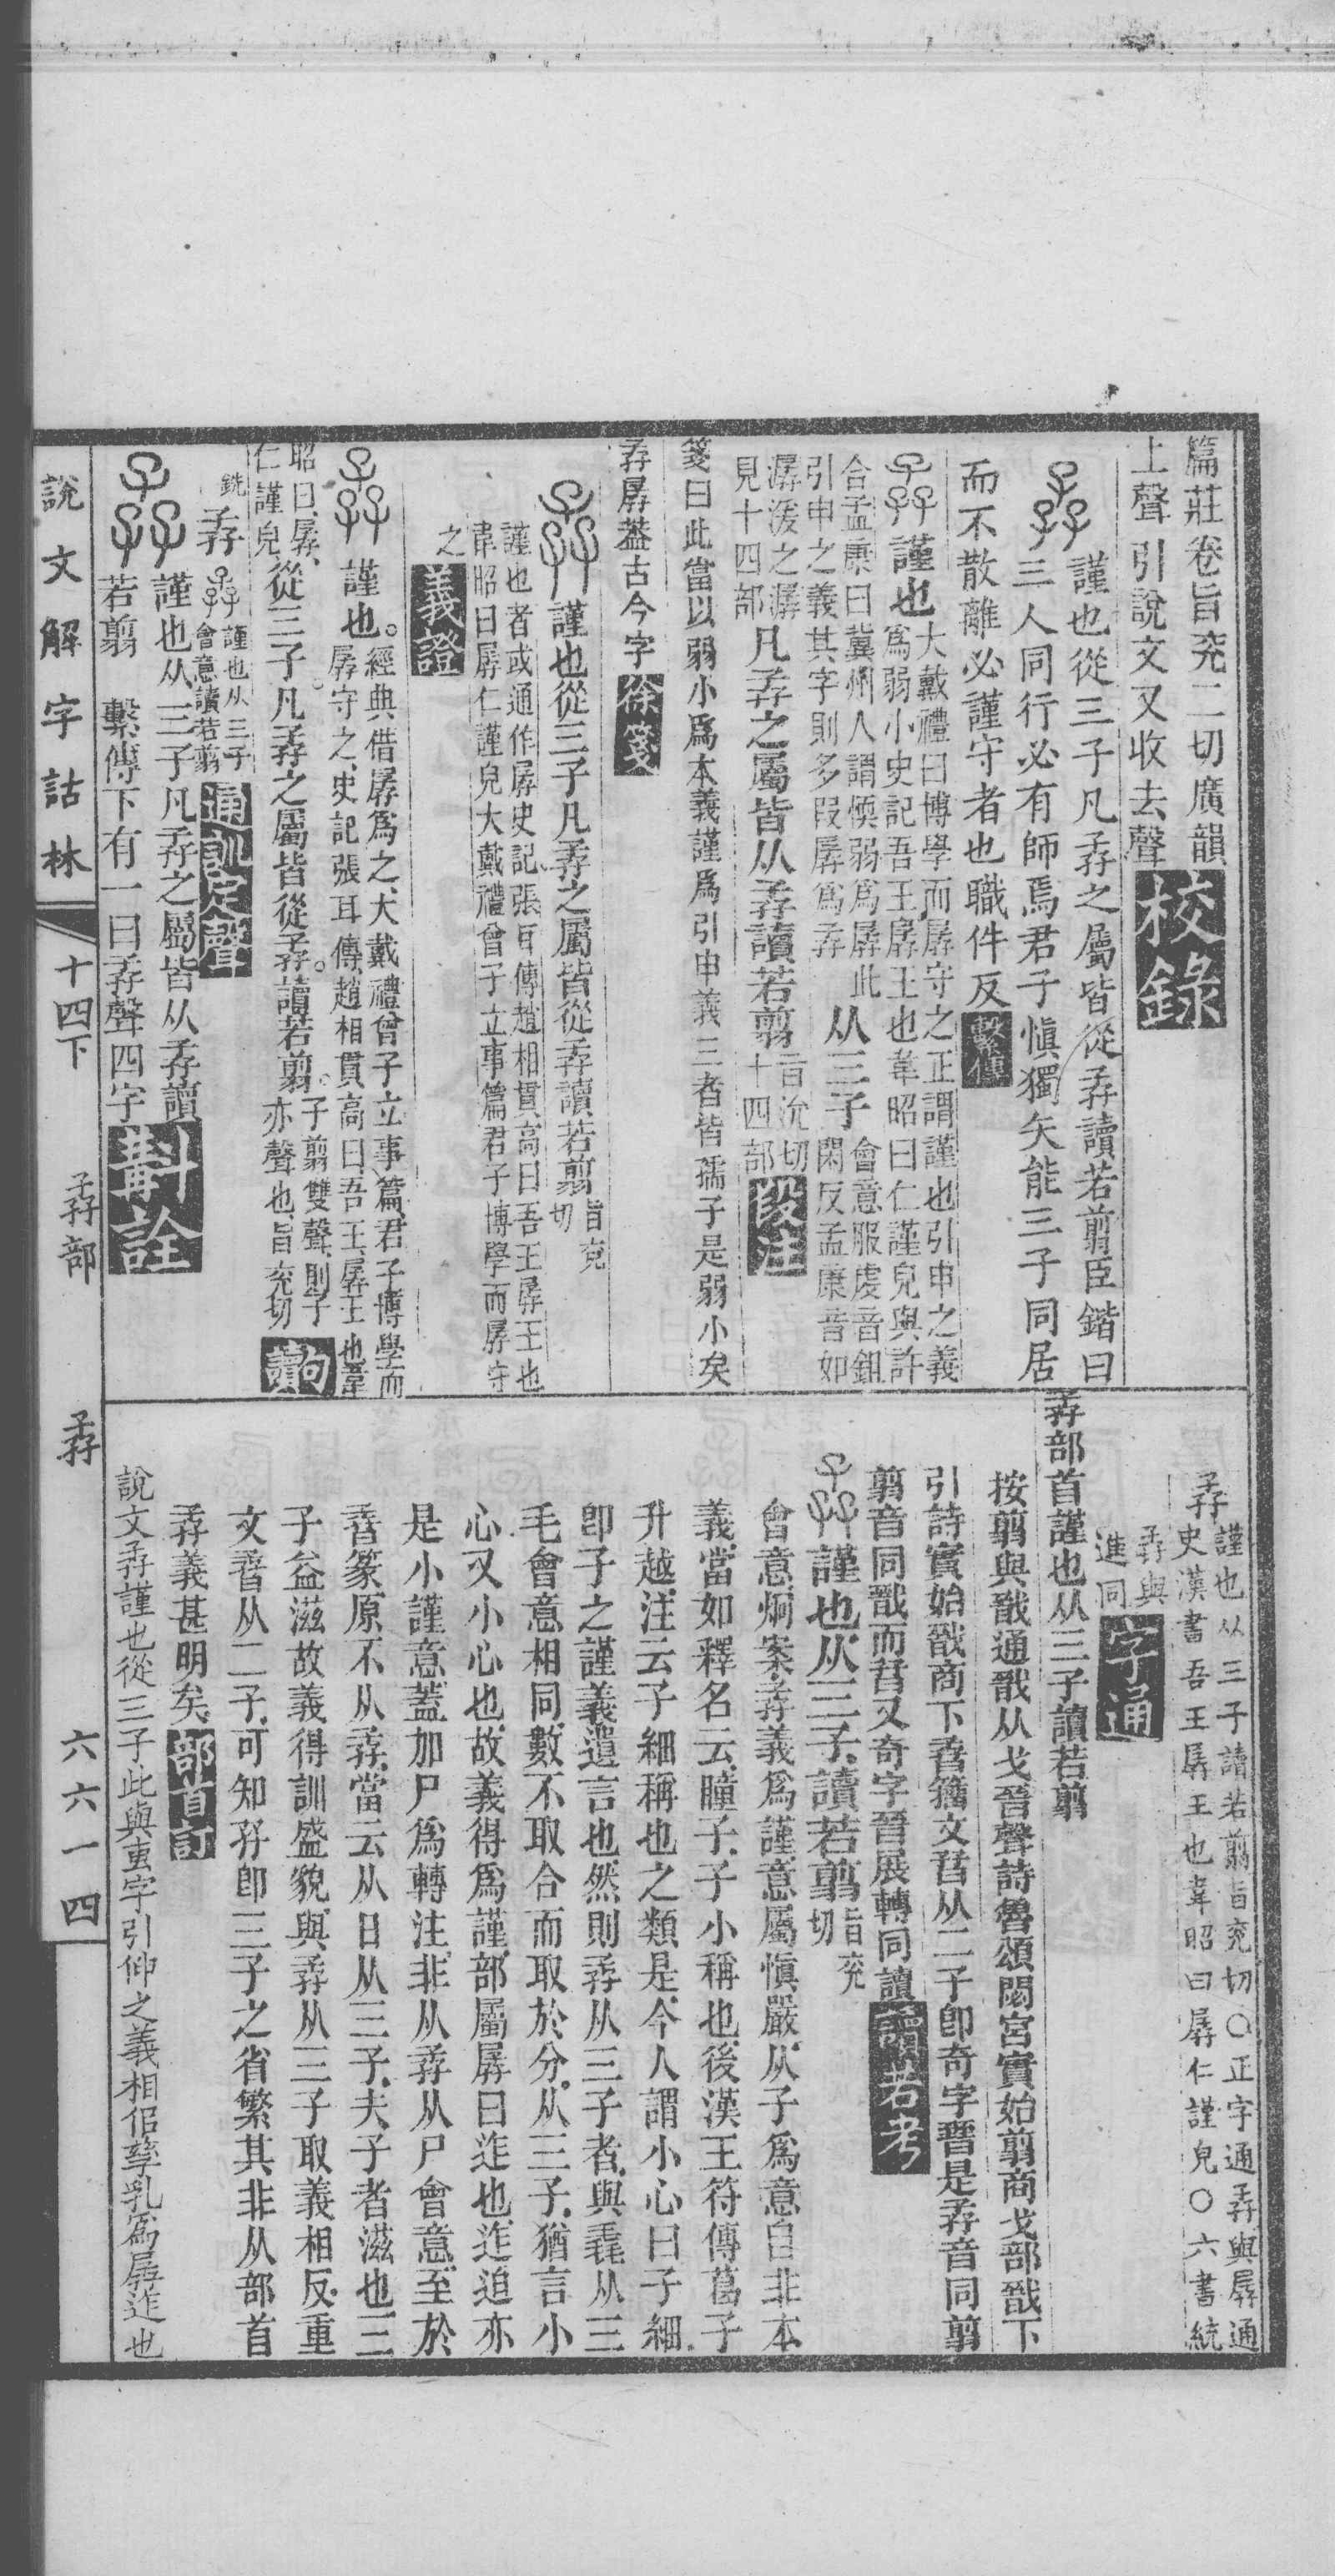 篇莊卷旨兖二切廣韻
上聲引說文又收去聲校錄
謹也從三子凡孨之屬皆從孨讀若翦臣鍇曰
三人同行必有師焉君子愼獨矣能三子同居
而不散離必謹守者也職件反繫傳
謹也大戴禮曰博學而孱守之正謂謹也引申之義
爲弱小史記吾王孱王也韋昭曰仁謹皃與許
合孟康曰冀州人謂愞弱爲孱此
从三子會意服虔音鉏
閑反孟康音如
引申之義其字則多叚孱爲孨
潺湲之潺
見十四部凡孨之屬皆从孨讀若翦旨沇切
十四部段注
箋曰此當以弱小爲本義謹爲引申義三者皆孺子是弱小矣
孨孱葢古今字徐箋
謹也從三子凡孨之屬皆從孨讀若翦旨兖
切
謹也者或通作孱史記張耳傳趙相貫高曰吾王孱王也
韋昭曰孱仁謹皃大戴禮曾子立事篇君子博學而孱守
之義證
謹也。經典借孱爲之、大戴禮曾子立事篇、君子博學而
孱守之、史記張耳傳、趙相貫高曰、吾王、孱王也、韋
昭曰、孱、
仁謹皃從三子。凡孨之屬皆從孨。讀若翦。子翦雙聲、則子
亦聲也、旨兖切句讀
銑孨謹也从三子
會意讀若翦通訓定聲
謹也从三子凡孨之屬皆从孨讀
若翦 繫傳下有一曰孨聲四字斠詮
孨謹也从三子讀若翦旨兖切○正字通孨與孱通
史漢書吾王孱王也韋昭曰孱仁謹皃○六書統
孨與
進同字通
孨部首謹也从三子讀若翦
按翦與戩通戩从戈晉聲詩魯頌閟宮實始翦商戈部戩下
引詩實始戩商下孴籒文孴从二子卽奇字晉是孨音同翦
翦音同戩而孴又奇字晉展轉同讀讀若考
謹也从三子、讀若翦旨兖
切
會意、炯案、孨義爲謹、意屬愼嚴、从子爲意、自非本
義、當如釋名云、瞳子、子小稱也、後漢王符傳、葛子
升越、注云、子細稱也之類是、今人謂小心曰子細、
卽子之謹義遺言也、然則孨从三子者、與毳从三
毛會意相同、數不取合而取於分、从三子、猶言小
心又小心也、故義得爲謹、部屬孱曰迮也、迮迫亦
是小謹意、蓋加尸爲轉注、非从孨从尸會意、至於
孴篆、原不从孨、當云从日从三子、夫子者滋也、三
子益滋、故義得訓盛貌、與孨从三子取義相反、重
文㬜从二子、可知孖卽三子之省繁、其非从部首
孨義甚明矣、部首訂
說文孨謹也從三子此與叀字引伸之義相侣孳乳爲孱迮也
說文解字詁林
十四下
孨部
孨
六六一四